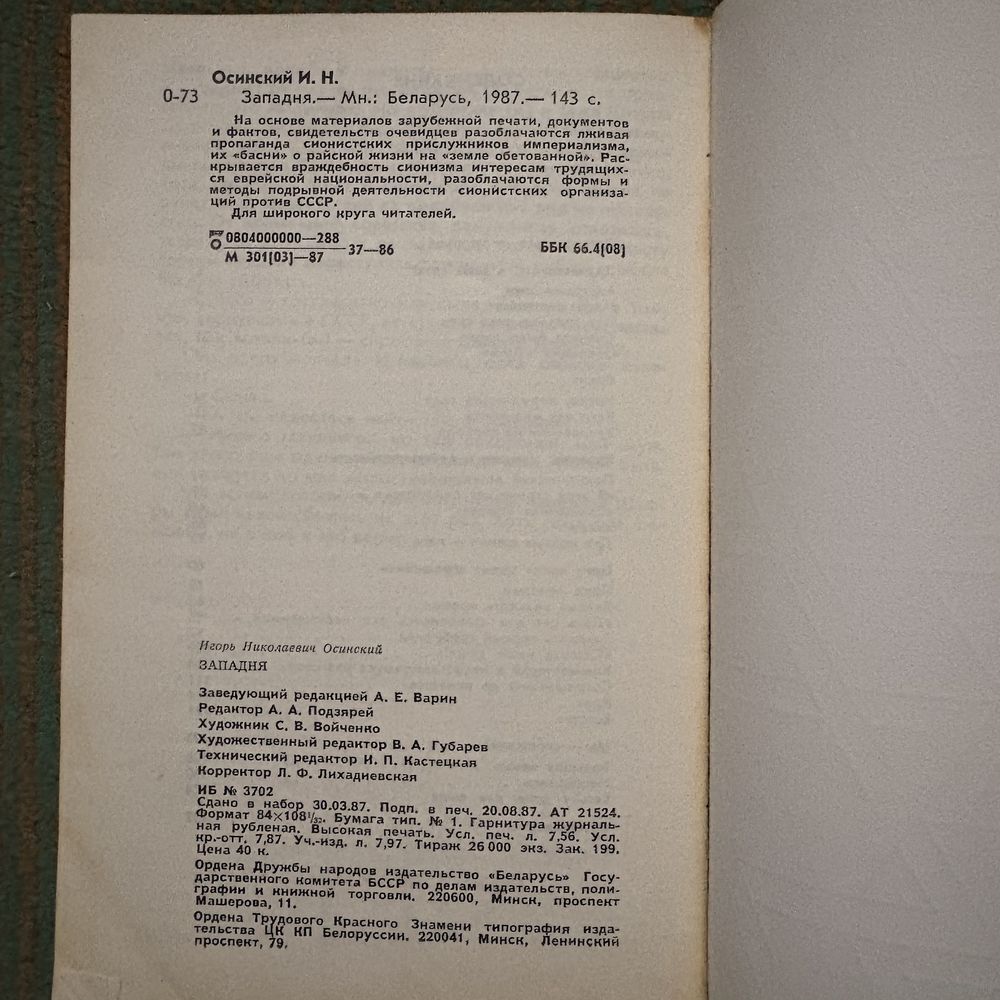 Осинский И. Н.
О-73 Западня.— Мн.: Беларусь, 1987.— 143 с.
На основе материалов зарубежной печати, документов
и фактов, свидетельств очевидцев разоблачаются лживая
пропаганда сионистских прислужников империализма,
их «басни» о райской жизни на «земле обетованной». Рас-
крывается враждебность сионизма интересам трудящих-
ся еврейской национальности, разоблачаются формы и
методы подрывной деятельности сионистских организа-
ций против СССР.
Для широкого круга читателей.
О 0804000000—288
М 301(03)—87 37—86 ББК 66.4(08)
Игорь Николаевич Осинский
ЗАПАДНЯ
Заведующий редакцией А. Е. Варин
Редактор А. А. Подзярей
Художник С. В. Войченко
Художественный редактор В. А. Губарев
Технический редактор И. П. Кастецкая
Корректор Л. Ф. Лихадиевская
ИБ № 3702
Сдано в набор 30.03.87. Подп. в печ. 20.08.87. АТ 21524.
Формат 84×108¹/₃₂. Бумага тип. № 1. Гарнитура журналь-
ная рубленая. Высокая печать. Усл. печ. л. 7,56. Усл.
кр.-отт. 7,87. Уч.-изд. л. 7,97. Тираж 26 000 экз. Зак. 199.
Цена 40 к.
Ордена Дружбы народов издательство «Беларусь» Госу-
дарственного комитета БССР по делам издательств, поли-
графии и книжной торговли. 220600, Минск, проспект
Машерова, 11.
Ордена Трудового Красного Знамени типография изда-
тельства ЦК КП Белоруссии. 220041, Минск, Ленинский
проспект, 79.